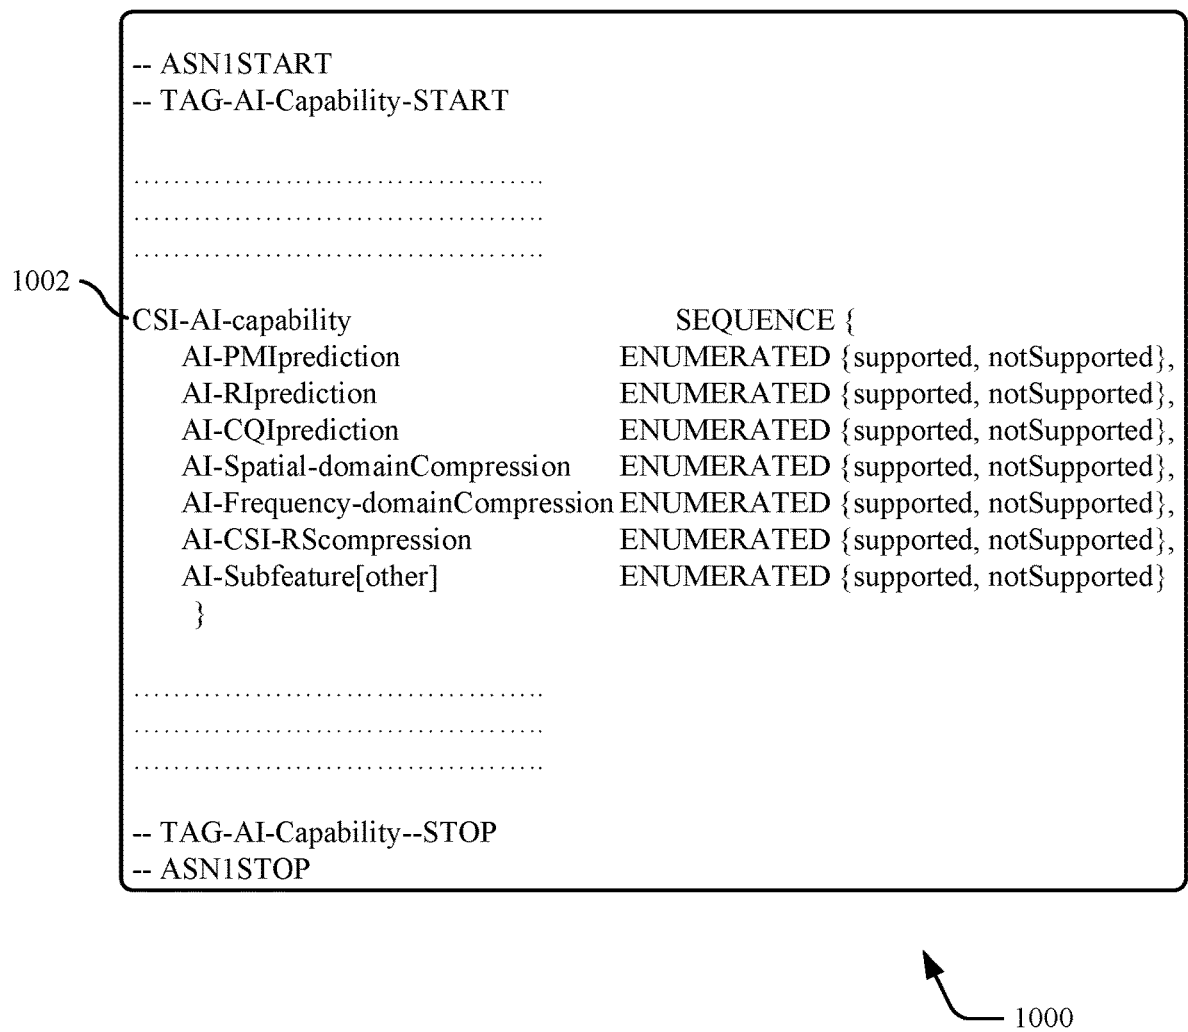 -- ASN1START
-- TAG-AI-Capability-START
............................................
............................................
............................................
1002
CSI-AI-capability SEQUENCE {
AI-PMIprediction ENUMERATED {supported, notSupported},
AI-RIprediction ENUMERATED {supported, notSupported},
AI-CQIprediction ENUMERATED {supported, notSupported},
AI-Spatial-domainCompression ENUMERATED {supported, notSupported},
AI-Frequency-domainCompression ENUMERATED {supported, notSupported},
AI-CSI-RScompression ENUMERATED {supported, notSupported},
AI-Subfeature[other] ENUMERATED {supported, notSupported}
}
............................................
............................................
............................................
-- TAG-AI-Capability--STOP
-- ASN1STOP
1000